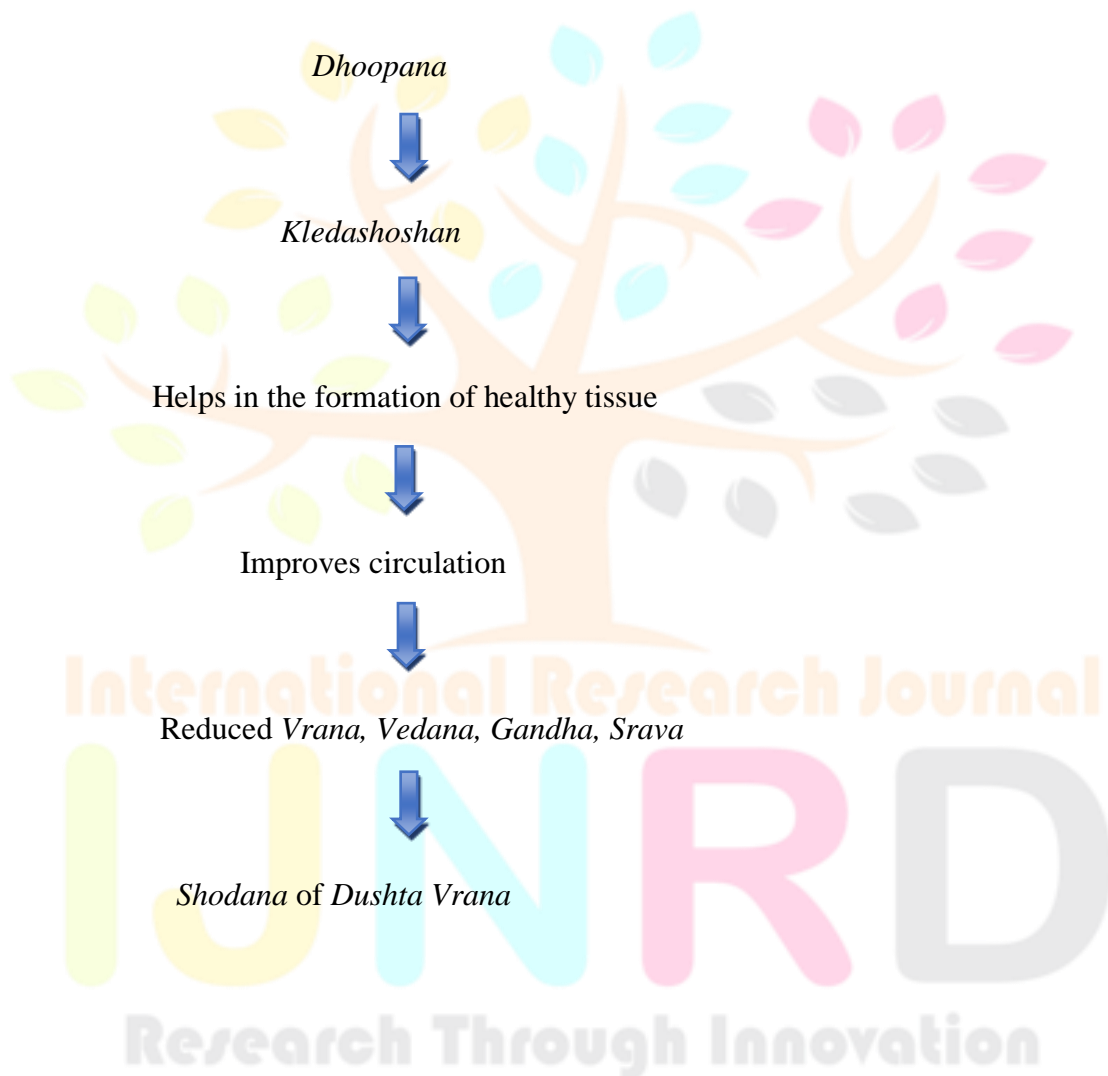 Dhoopana
Kledashoshan
Helps in the formation of healthy tissue
Improves circulation
International Research Journal
Reduced Vrana, Vedana, Gandha, Srava
IJNRD
Shodana of Dushta Vrana
Research Through Innovation